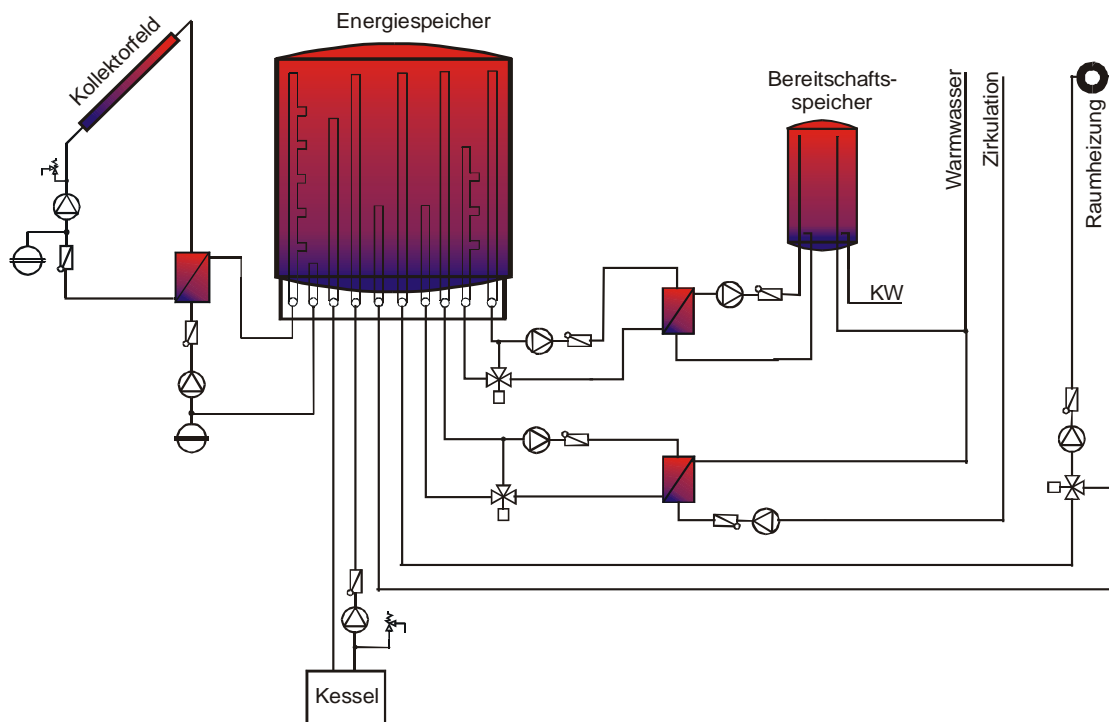 Energiespeicher
Kollektorfeld
Bereitschafts-
speicher
Warmwasser
Zirkulation
Raumheizung
KW
Kessel